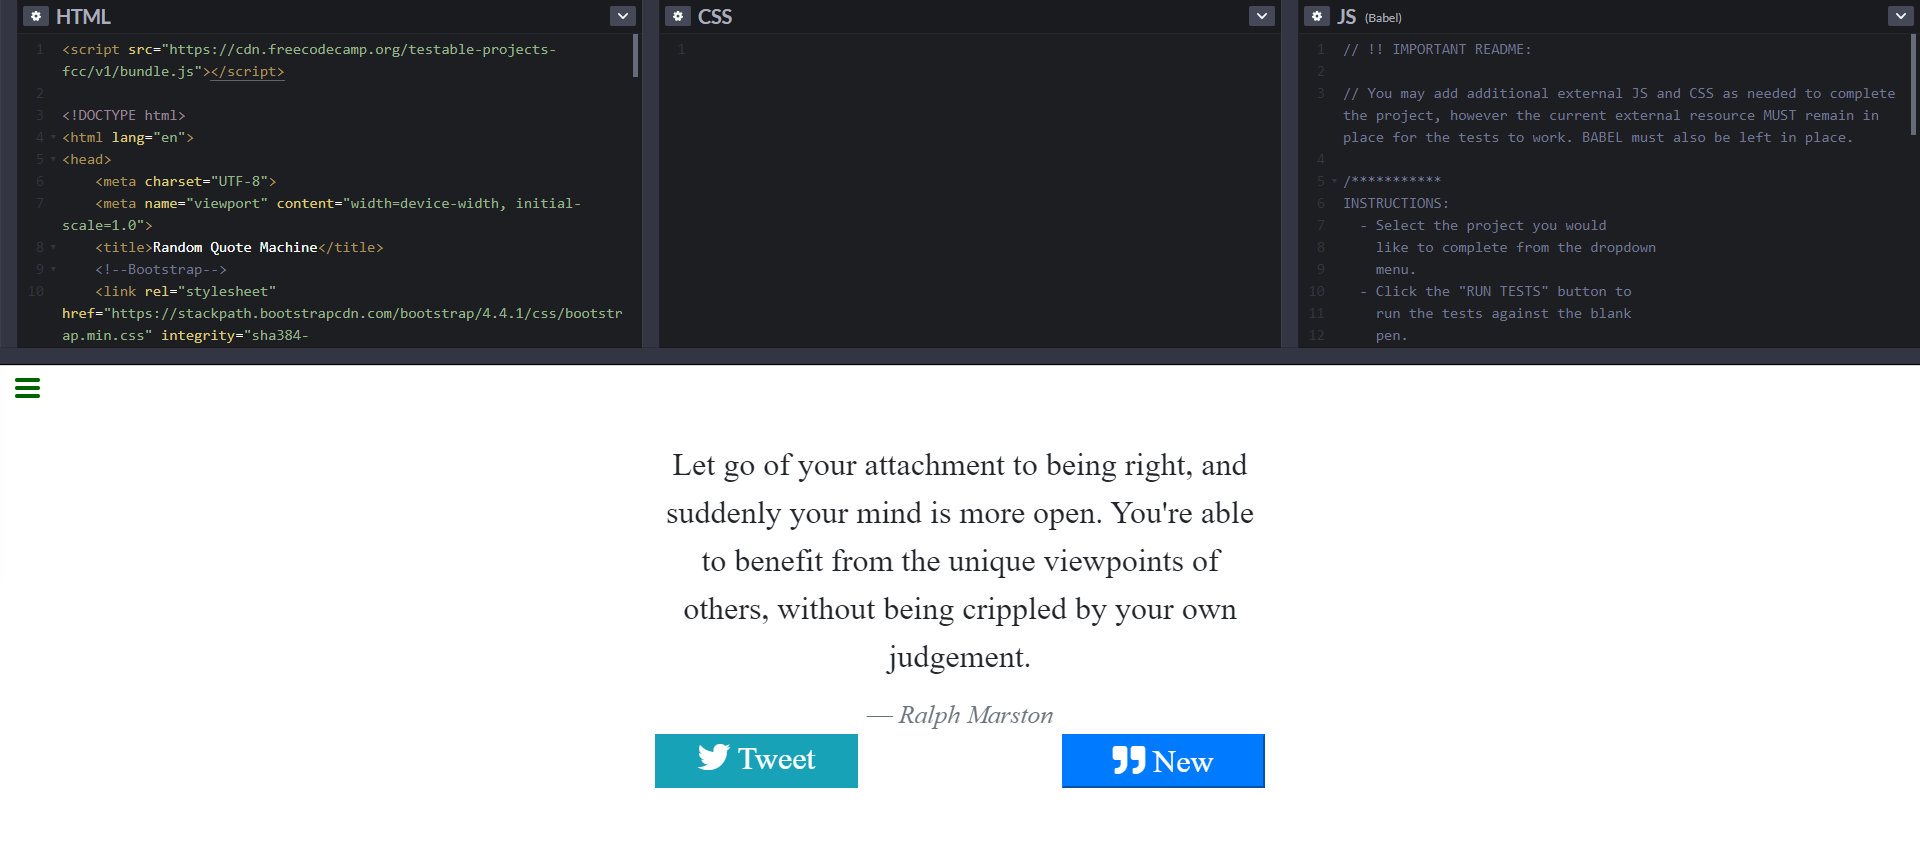 HTML
1 <script src="https://cdn.freecodecamp.org/testable-projects-
fcc/v1/bundle.js"></script>
2
3 <!DOCTYPE html>
4 <html lang="en">
5 <head>
6 <meta charset="UTF-8">
7 <meta name="viewport" content="width=device-width, initial-
scale=1.0">
8 <title>Random Quote Machine</title>
9 <!--Bootstrap-->
10 <link rel="stylesheet"
href="https://stackpath.bootstrapcdn.com/bootstrap/4.4.1/css/bootstr
ap.min.css" integrity="sha384-
CSS
1
JS (Babel)
1 // !! IMPORTANT README:
2
3 // You may add additional external JS and CSS as needed to complete
the project, however the current external resource MUST remain in
place for the tests to work. BABEL must also be left in place.
4
5 /***********
6 INSTRUCTIONS:
7 - Select the project you would
8 like to complete from the dropdown
9 menu.
10 - Click the "RUN TESTS" button to
11 run the tests against the blank
12 pen.
Let go of your attachment to being right, and
suddenly your mind is more open. You're able
to benefit from the unique viewpoints of
others, without being crippled by your own
judgement.
— Ralph Marston
Tweet
New